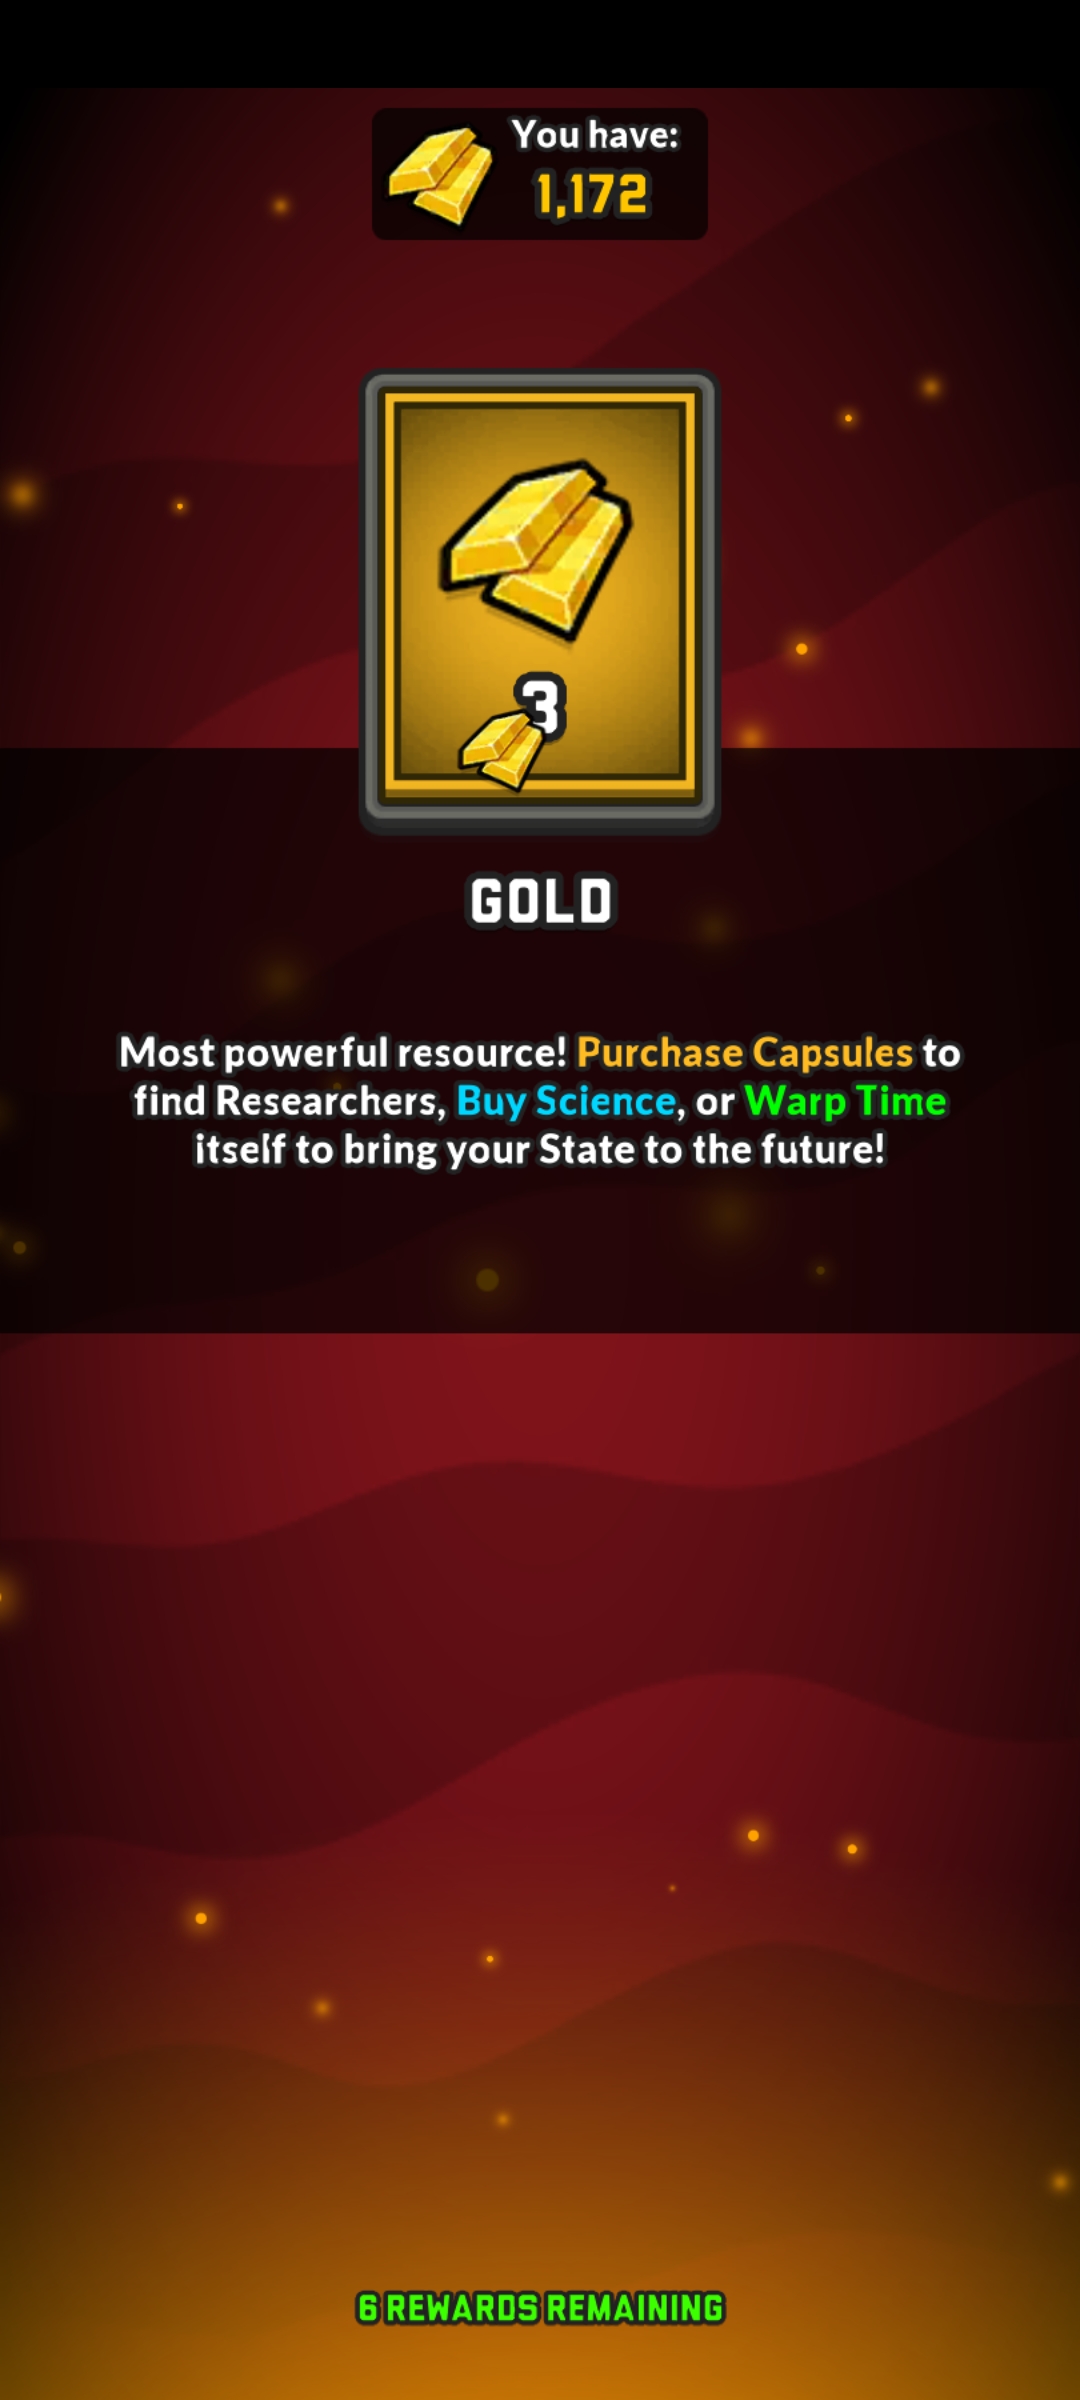 You have:
1,172
3
GOLD
Most powerful resource! Purchase Capsules to
find Researchers, Buy Science, or Warp Time
itself to bring your State to the future!
6 REWARDS REMAINING